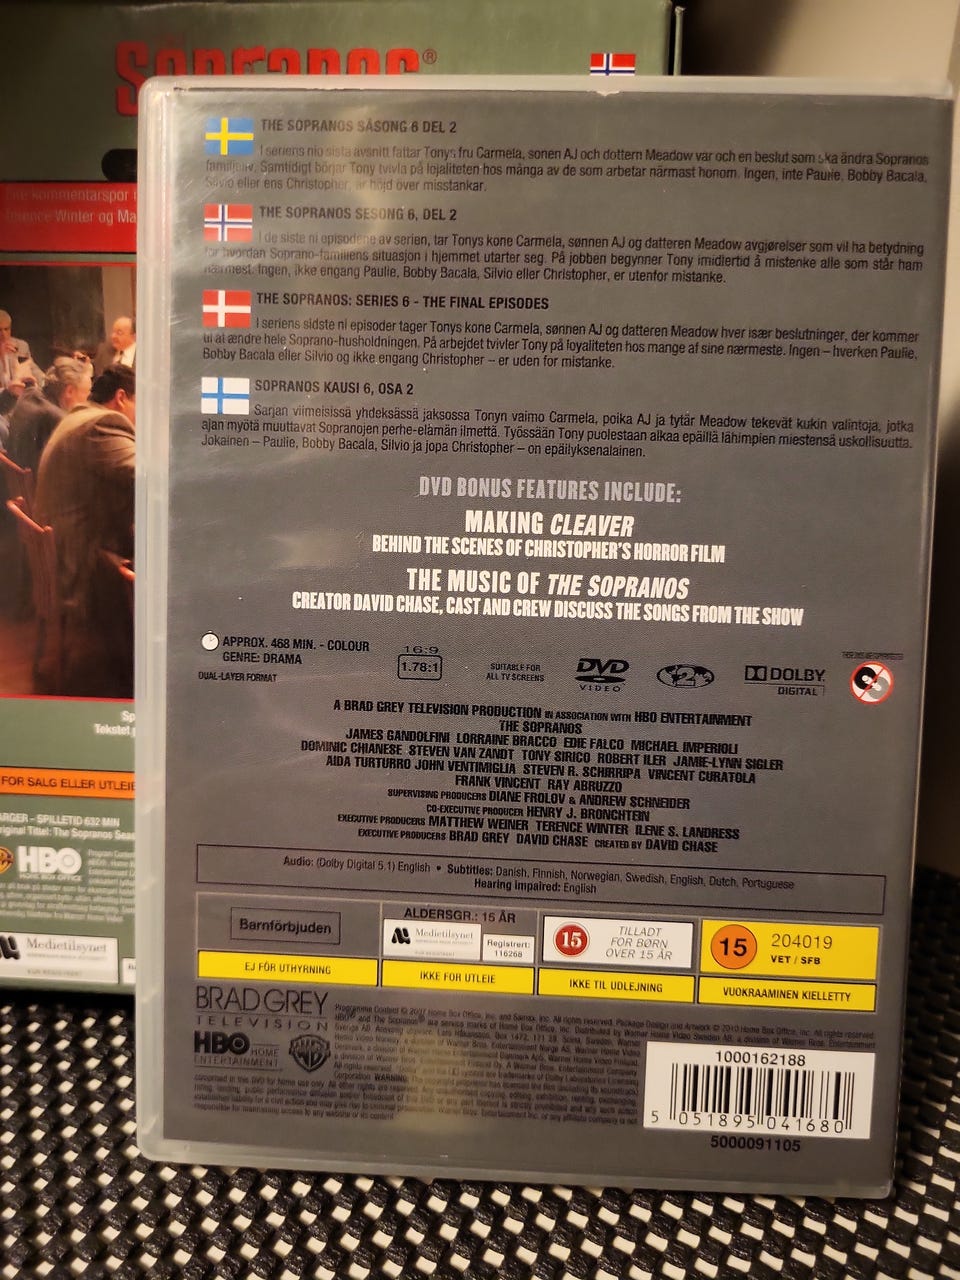 Sopranos®
THE SOPRANOS SÄSONG 6 DEL 2
I seriens nio sista avsnitt fattar Tonys fru Carmela, sonen AJ och dottern Meadow var och en beslut som ska ändra Sopranos
familjeliv. Samtidigt börjar Tony tvivla på lojaliteten hos många av de som arbetar närmast honom. Ingen, inte Paulie, Bobby Bacala,
Silvio eller ens Christopher, är höjd över misstankar.
THE SOPRANOS SESONG 6, DEL 2
I de siste ni episodene av serien, tar Tonys kone Carmela, sønnen AJ og datteren Meadow avgjørelser som vil ha betydning
for hvordan Soprano-familiens situasjon i hjemmet utarter seg. På jobben begynner Tony imidlertid å mistenke alle som står ham
nærmest. Ingen, ikke engang Paulie, Bobby Bacala, Silvio eller Christopher, er utenfor mistanke.
THE SOPRANOS: SERIES 6 - THE FINAL EPISODES
I seriens sidste ni episoder tager Tonys kone Carmela, sønnen AJ og datteren Meadow hver især beslutninger, der kommer
til at ændre hele Soprano-husholdningen. På arbejdet tvivler Tony på loyaliteten hos mange af sine nærmeste. Ingen – hverken Paulie,
Bobby Bacala eller Silvio og ikke engang Christopher – er uden for mistanke.
SOPRANOS KAUSI 6, OSA 2
Sarjan viimeisissä yhdeksässä jaksossa Tonyn vaimo Carmela, poika AJ ja tytär Meadow tekevät kukin valintoja, jotka
ajan myötä muuttavat Sopranojen perhe-elämän ilmettä. Työssään Tony puolestaan alkaa epäillä lähimpien miestensä uskollisuutta.
Jokainen – Paulie, Bobby Bacala, Silvio ja jopa Christopher – on epäilyksenalainen.
DVD BONUS FEATURES INCLUDE:
MAKING CLEAVER
BEHIND THE SCENES OF CHRISTOPHER'S HORROR FILM
THE MUSIC OF THE SOPRANOS
CREATOR DAVID CHASE, CAST AND CREW DISCUSS THE SONGS FROM THE SHOW
APPROX. 468 MIN. - COLOUR
GENRE: DRAMA
DUAL-LAYER FORMAT
16:9
1.78:1
SUITABLE FOR
ALL TV SCREENS
DVD
VIDEO
2
DOLBY
DIGITAL
A BRAD GREY TELEVISION PRODUCTION IN ASSOCIATION WITH HBO ENTERTAINMENT
THE SOPRANOS
JAMES GANDOLFINI LORRAINE BRACCO EDIE FALCO MICHAEL IMPERIOLI
DOMINIC CHIANESE STEVEN VAN ZANDT TONY SIRICO ROBERT ILER JAMIE-LYNN SIGLER
AIDA TURTURRO JOHN VENTIMIGLIA STEVEN R. SCHIRRIPA VINCENT CURATOLA
FRANK VINCENT RAY ABRUZZO
SUPERVISING PRODUCERS DIANE FROLOV & ANDREW SCHNEIDER
CO-EXECUTIVE PRODUCER HENRY J. BRONCHTEIN
EXECUTIVE PRODUCERS MATTHEW WEINER TERENCE WINTER ILENE S. LANDRESS
EXECUTIVE PRODUCERS BRAD GREY DAVID CHASE CREATED BY DAVID CHASE
Audio: (Dolby Digital 5.1) English • Subtitles: Danish, Finnish, Norwegian, Swedish, English, Dutch, Portuguese
Hearing impaired: English
Barnförbjuden
EJ FÖR UTHYRNING
ALDERSGR.: 15 ÅR
Medietilsynet
Registrert:
116268
IKKE FOR UTLEIE
15
TILLADT
FOR BØRN
OVER 15 ÅR
IKKE TIL UDLEJNING
15
204019
VET / SFB
VUOKRAAMINEN KIELLETTY
BRAD GREY
TELEVISION
HBO HOME
ENTERTAINMENT
1000162188
5 051895 041680
5000091105
kommentarspor
Terence Winter og Ma
Sp
Tekstet
FOR SALG ELLER UTLEIE
ARGER - SPILLETID 632 MIN
riginal Tittel: The Sopranos Seas
HBO
HOME BOX OFFICE
Medietilsynet